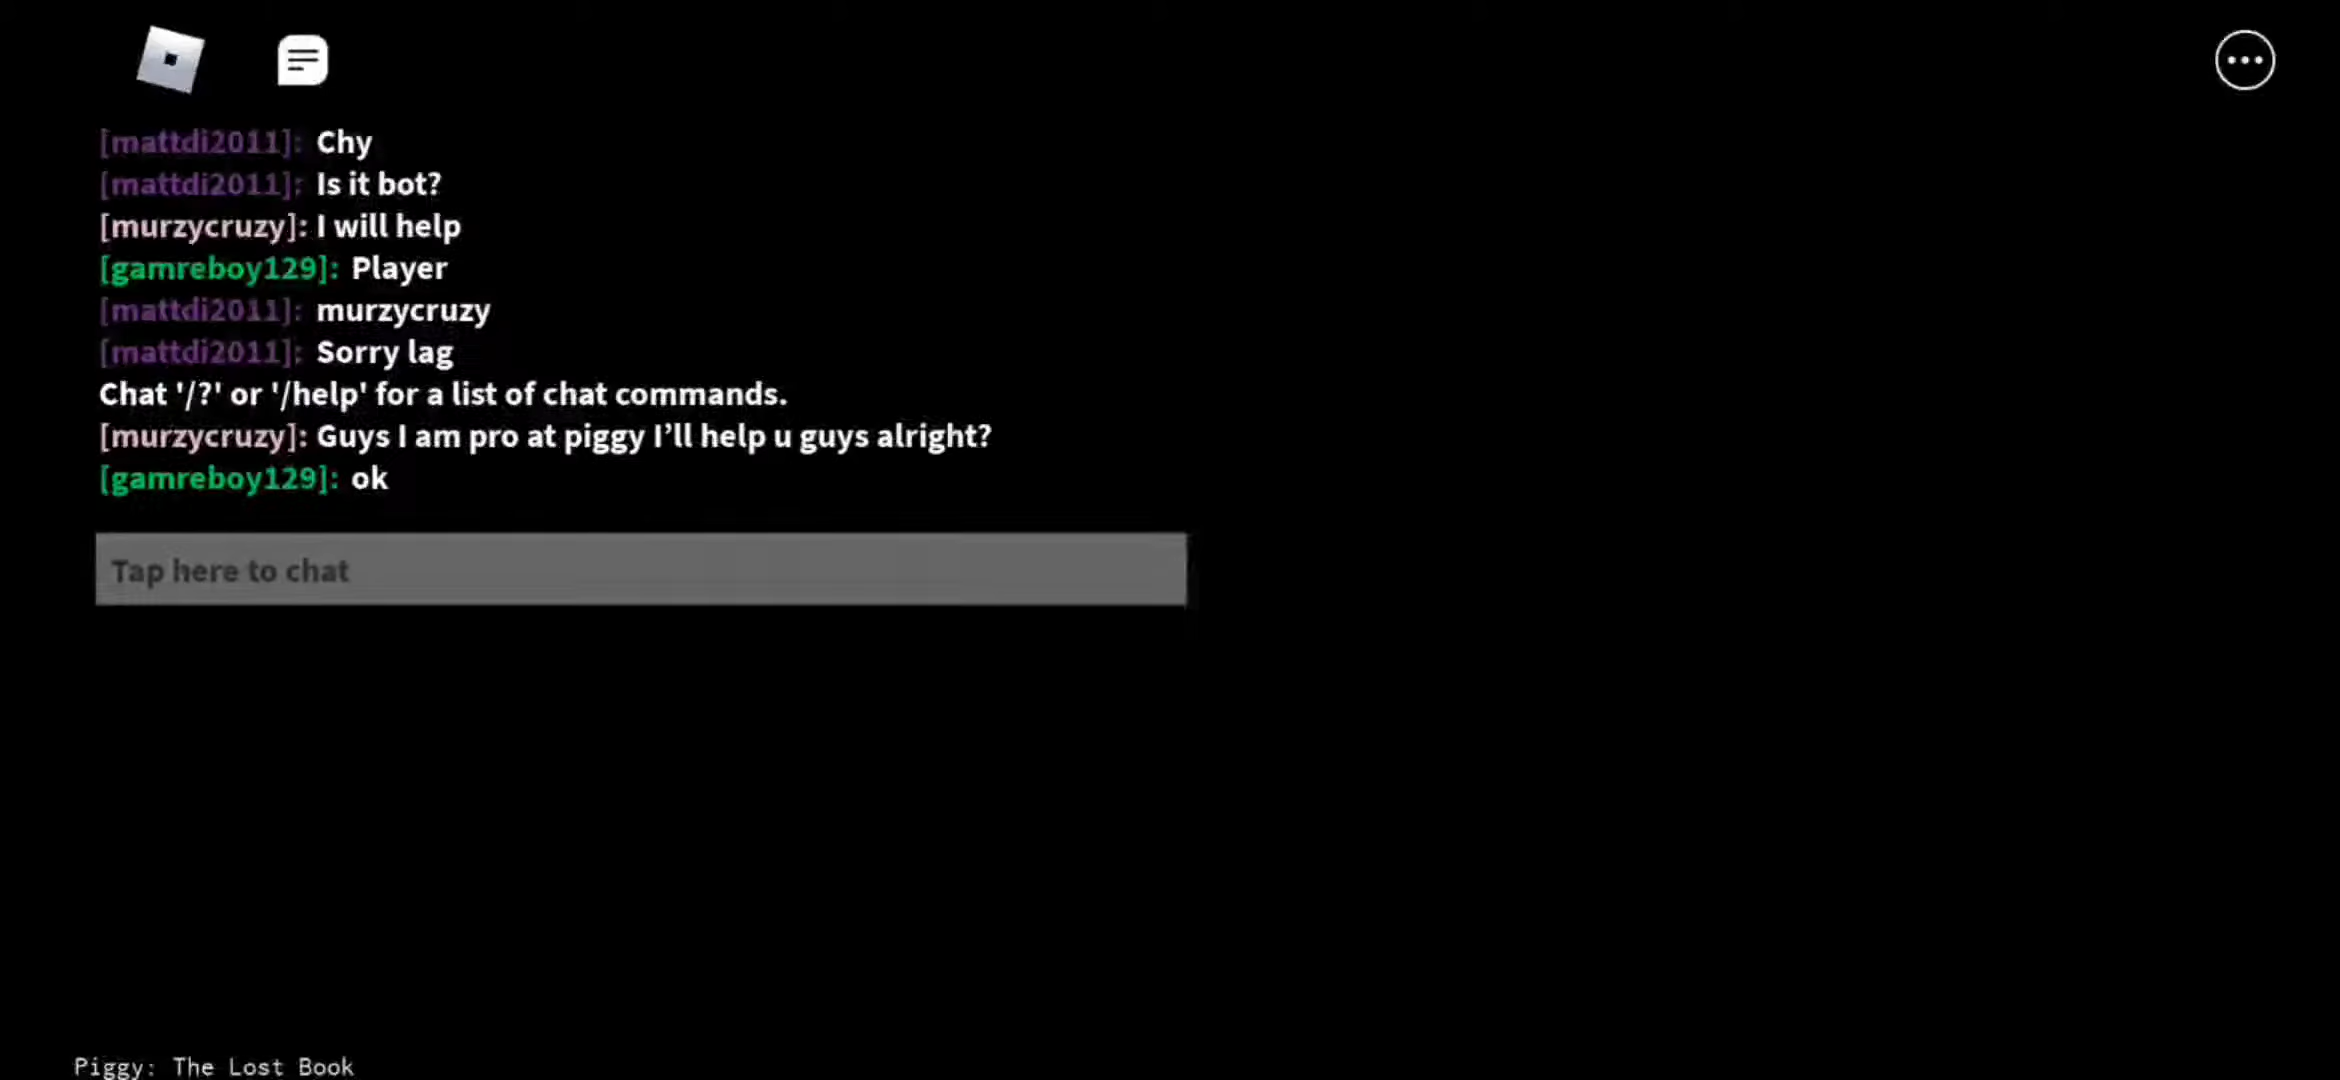 [mattdi2011]: Chy
[mattdi2011]: Is it bot?
[murzycruzy]: I will help
[gamreboy129]: Player
[mattdi2011]: murzycruzy
[mattdi2011]: Sorry lag
Chat '/?' or '/help' for a list of chat commands.
[murzycruzy]: Guys I am pro at piggy I’ll help u guys alright?
[gamreboy129]: ok
Tap here to chat
Piggy: The Lost Book